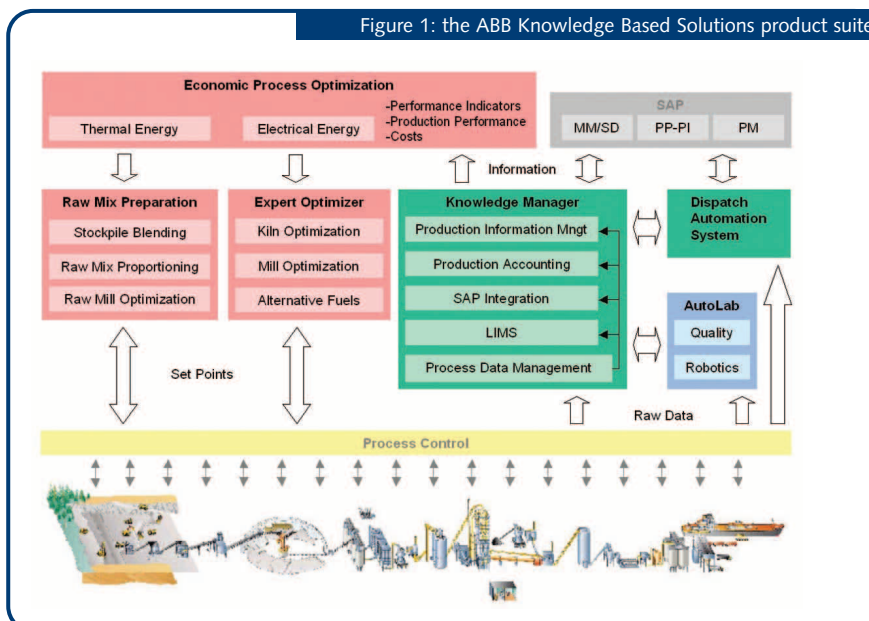 Figure 1: the ABB Knowledge Based Solutions product suite
Economic Process Optimization
Thermal Energy
Electrical Energy
-Performance Indicators
-Production Performance
-Costs
SAP
MM/SD
PP-PI
PM
Information
Raw Mix Preparation
Stockpile Blending
Raw Mix Proportioning
Raw Mill Optimization
Expert Optimizer
Kiln Optimization
Mill Optimization
Alternative Fuels
Knowledge Manager
Production Information Mngt
Production Accounting
SAP Integration
LIMS
Process Data Management
Dispatch
Automation
System
AutoLab
Quality
Robotics
Set Points
Raw Data
Process Control